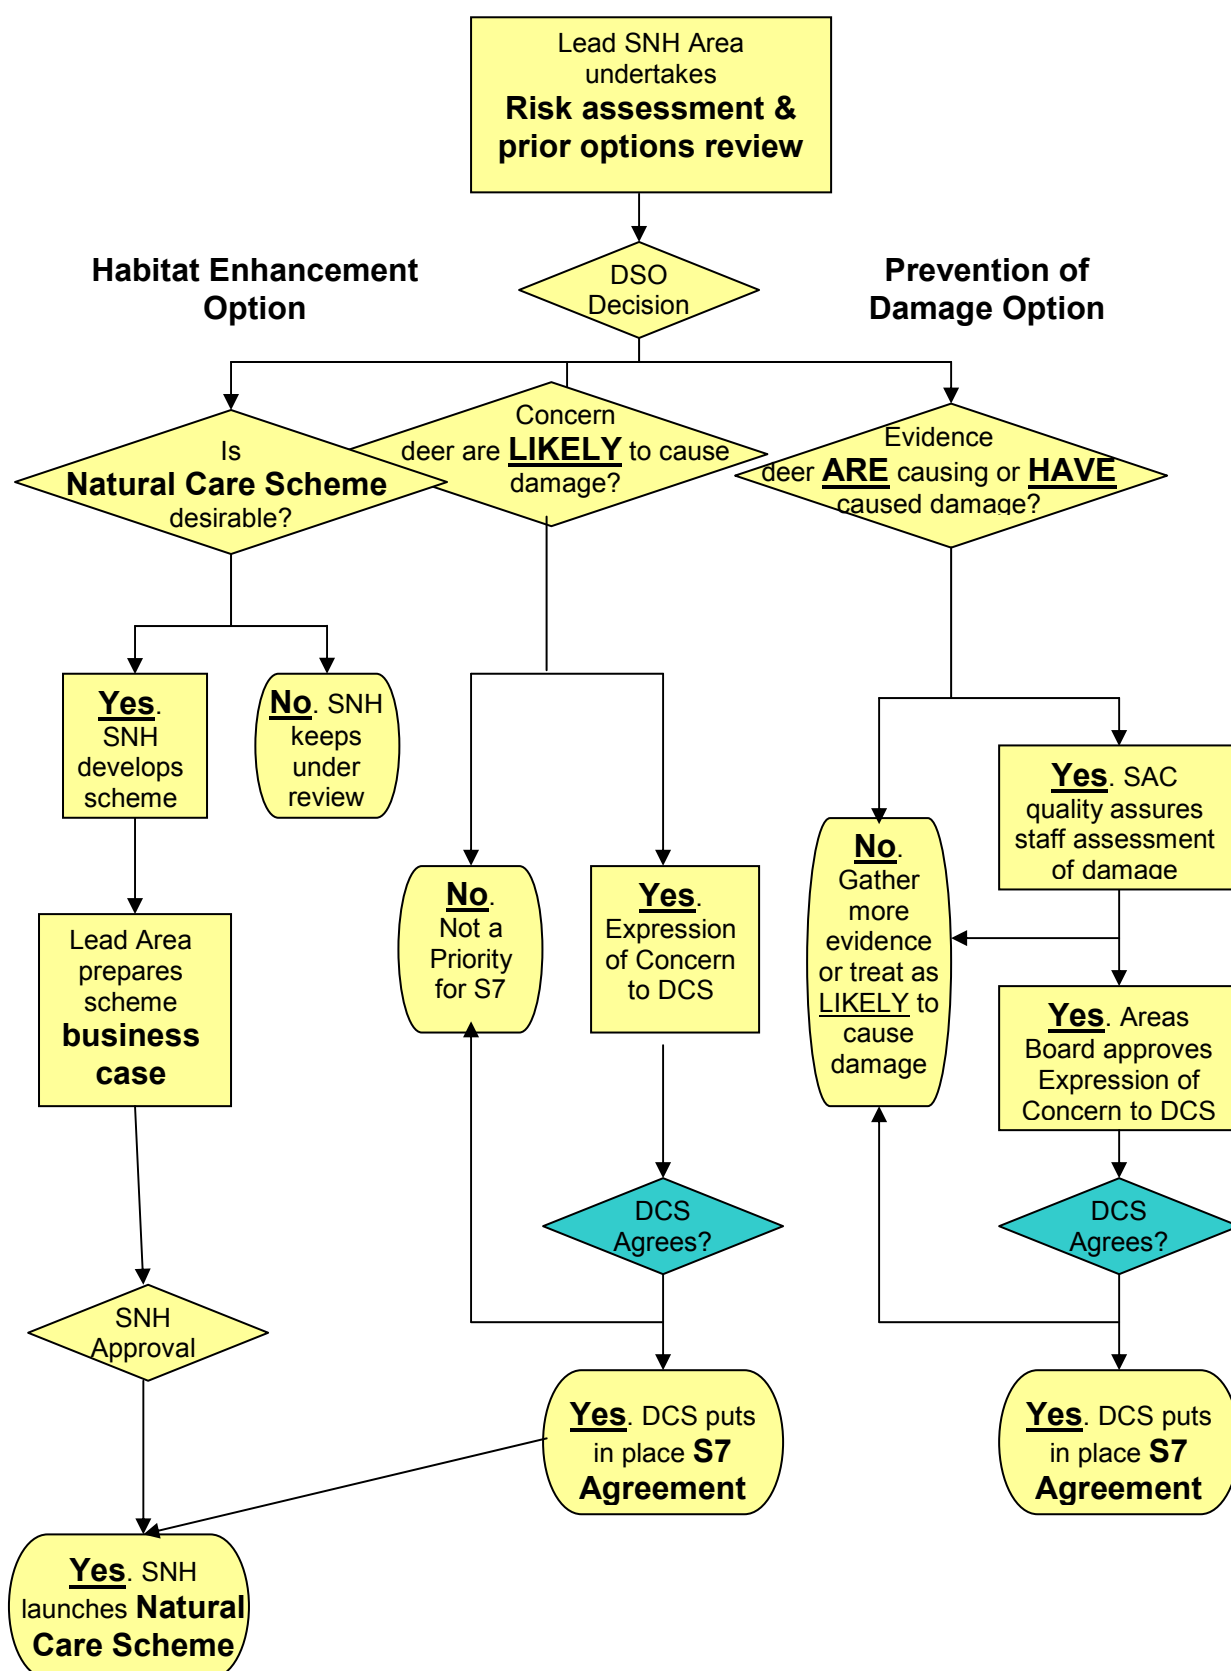 Lead SNH Area
undertakes
Risk assessment &
prior options review
Habitat Enhancement
Option
DSO
Decision
Prevention of
Damage Option
Is
Natural Care Scheme
desirable?
Concern
deer are LIKELY to cause
damage?
Evidence
deer ARE causing or HAVE
caused damage?
Yes.
SNH
develops
scheme
No. SNH
keeps
under
review
Yes. SAC
quality assures
staff assessment
of damage
No.
Not a
Priority
for S7
Yes.
Expression
of Concern
to DCS
No.
Gather
more
evidence
or treat as
LIKELY to
cause
damage
Lead Area
prepares
scheme
business
case
Yes. Areas
Board approves
Expression of
Concern to DCS
DCS
Agrees?
DCS
Agrees?
SNH
Approval
Yes. DCS puts
in place S7
Agreement
Yes. DCS puts
in place S7
Agreement
Yes. SNH
launches Natural
Care Scheme